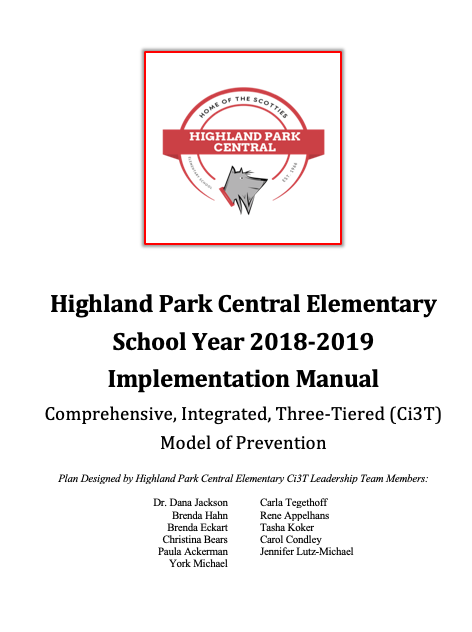 HOME OF THE SCOTTIES
HIGHLAND PARK
CENTRAL
ELEMENTARY SCHOOL
Highland Park Central Elementary
School Year 2018-2019
Implementation Manual
Comprehensive, Integrated, Three-Tiered (Ci3T)
Model of Prevention
Plan Designed by Highland Park Central Elementary Ci3T Leadership Team Members:
Dr. Dana Jackson
Brenda Hahn
Brenda Eckart
Christina Bears
Paula Ackerman
York Michael
Carla Tegethoff
Rene Appelhans
Tasha Koker
Carol Condley
Jennifer Lutz-Michael